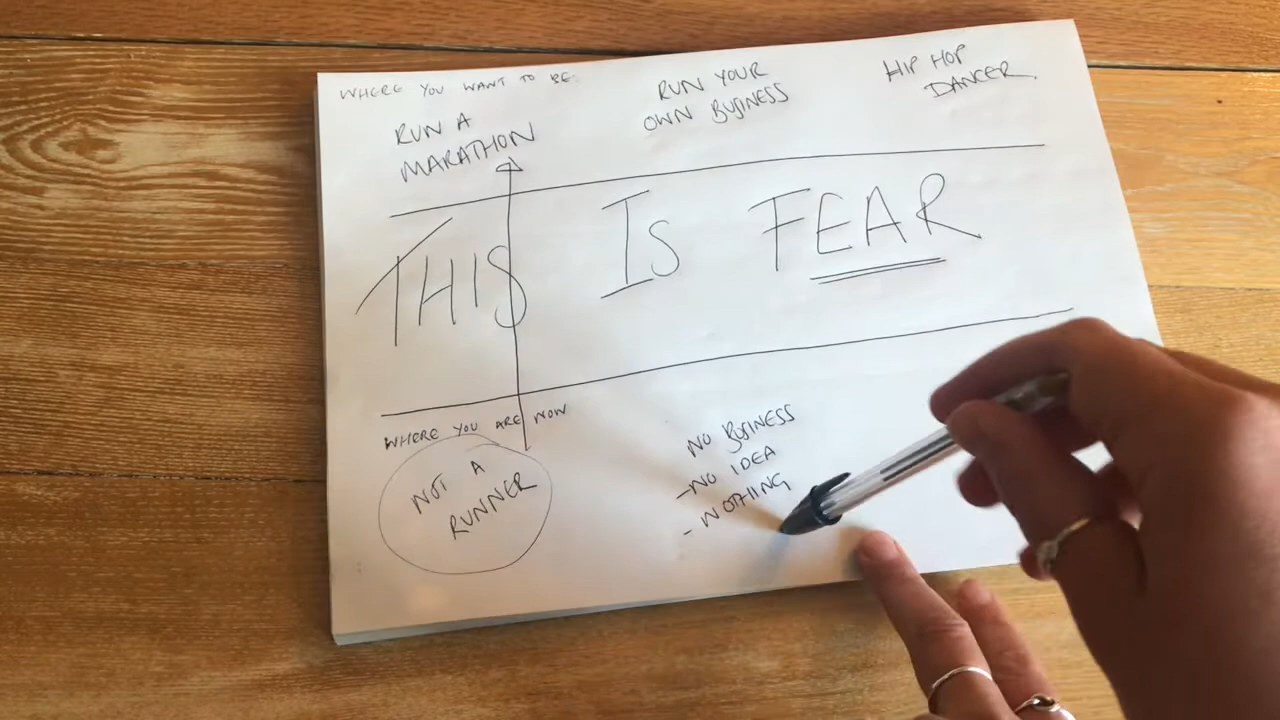 WHERE YOU WANT TO BE:
RUN A
MARATHON
RUN YOUR
OWN BUSINESS
HIP HOP
DANCER.
THIS IS FEAR
WHERE YOU ARE NOW
NOT A
RUNNER
NO BUSINESS
- NO IDEA
- NOTHING